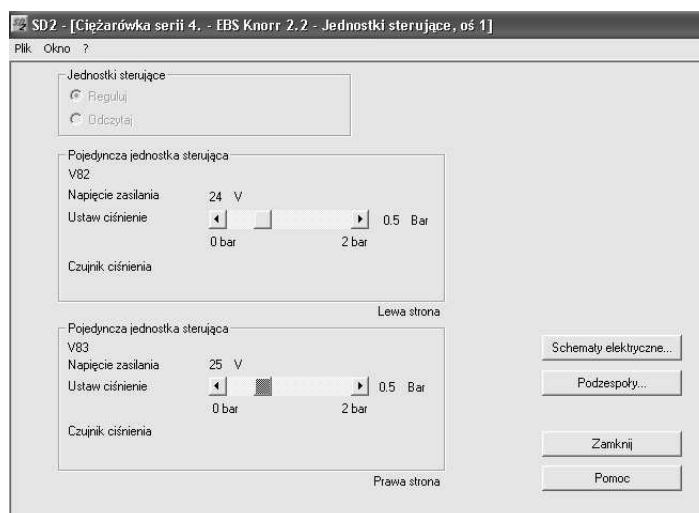 SD2 - [Ciężarówka serii 4. - EBS Knorr 2.2 - Jednostki sterujące, oś 1]
Plik Okno ?
Jednostki sterujące
Reguluj
Odczytaj
Pojedyncza jednostka sterująca
V82
Napięcie zasilania 24 V
Ustaw ciśnienie 0.5 Bar
0 bar 2 bar
Czujnik ciśnienia
Lewa strona
Pojedyncza jednostka sterująca
V83
Napięcie zasilania 25 V
Ustaw ciśnienie 0.5 Bar
0 bar 2 bar
Czujnik ciśnienia
Prawa strona
Schematy elektryczne...
Podzespoły...
Zamknij
Pomoc